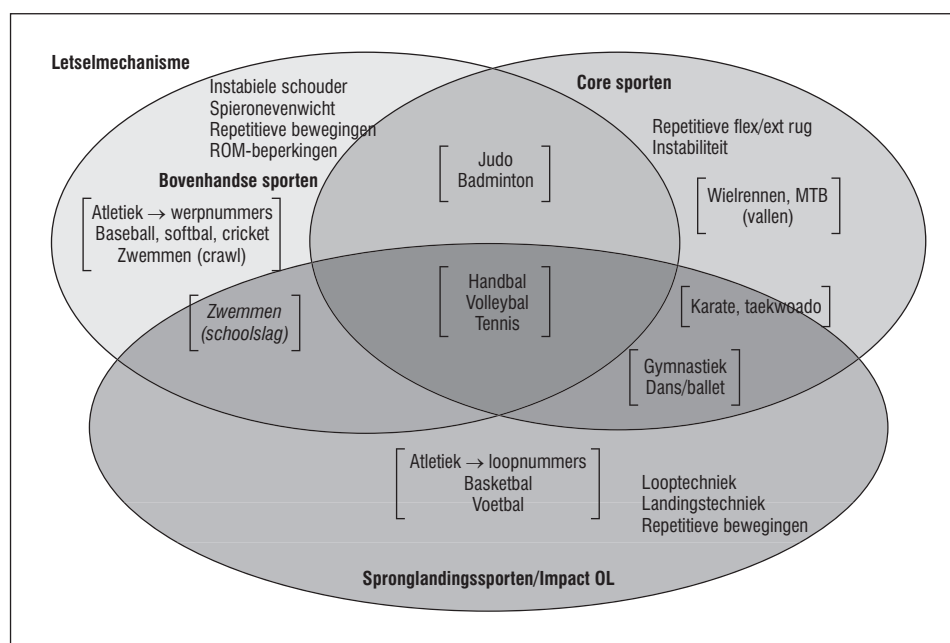 Letselmechanisme
Instabiele schouder
Spieronevenwicht
Repetitieve bewegingen
ROM-beperkingen
Bovenhandse sporten
Atletiek → werpnummers
Baseball, softbal, cricket
Zwemmen (crawl)
Zwemmen
(schoolslag)
Judo
Badminton
Core sporten
Repetitieve flex/ext rug
Instabiliteit
Wielrennen, MTB
(vallen)
Handbal
Volleybal
Tennis
Karate, taekwoado
Gymnastiek
Dans/ballet
Atletiek → loopnummers
Basketbal
Voetbal
Looptechniek
Landingstechniek
Repetitieve bewegingen
Spronglandingssporten/Impact OL